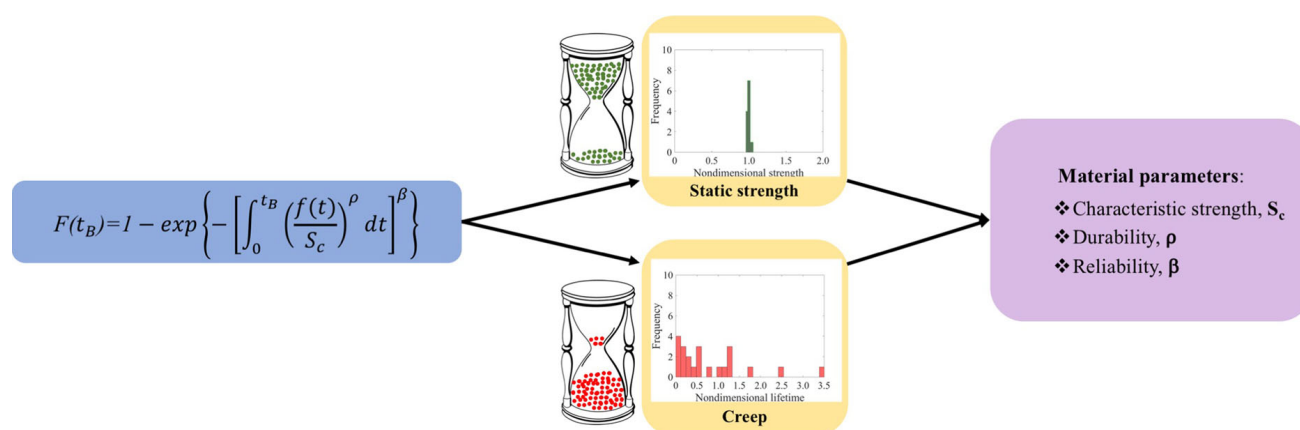 F(t_B)=1 − exp{−[∫_0^{t_B} (f(t)/S_c)^ρ dt]^β}
10
8
6
4
2
0
Frequency
0 0.5 1.0 1.5 2.0
Nondimensional strength
Static strength
10
8
6
4
2
0
Frequency
0 0.5 1.0 1.5 2.0 2.5 3.0 3.5
Nondimensional lifetime
Creep
Material parameters:
❖Characteristic strength, S_c
❖Durability, ρ
❖Reliability, β